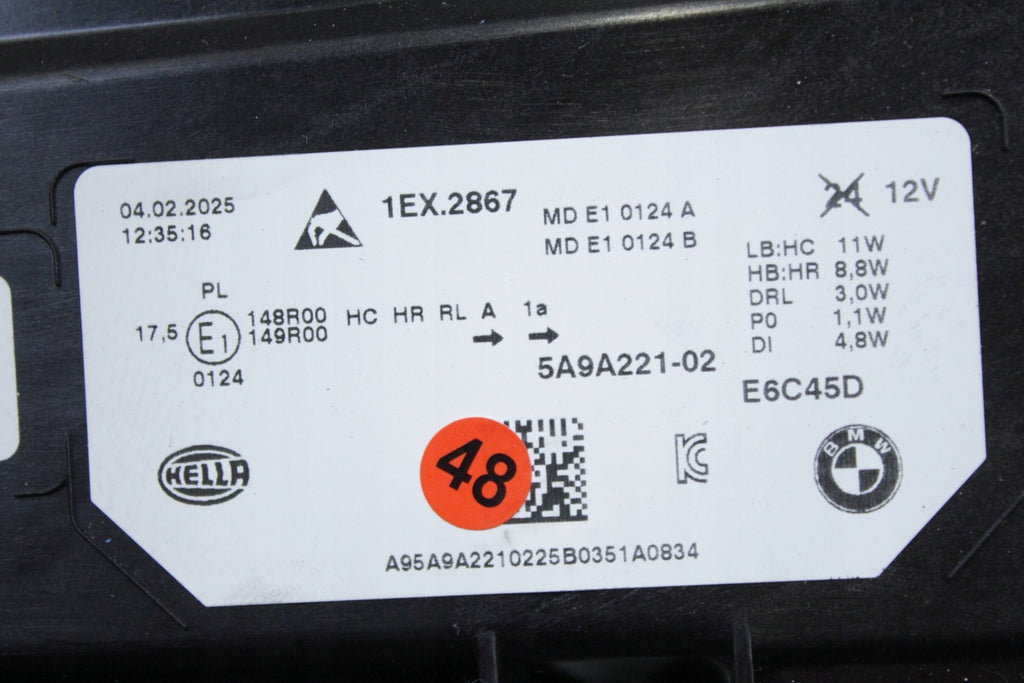 04.02.2025
12:35:16
1EX.2867
MD E1 0124 A
MD E1 0124 B
24 12V
LB:HC 11W
HB:HR 8,8W
DRL 3,0W
PO 1,1W
DI 4,8W
PL
17,5 E1 148R00 HC HR RL A 1a
149R00
0124
5A9A221-02
E6C45D
HELLA
48
KC
BMW
A95A9A2210225B0351A0834